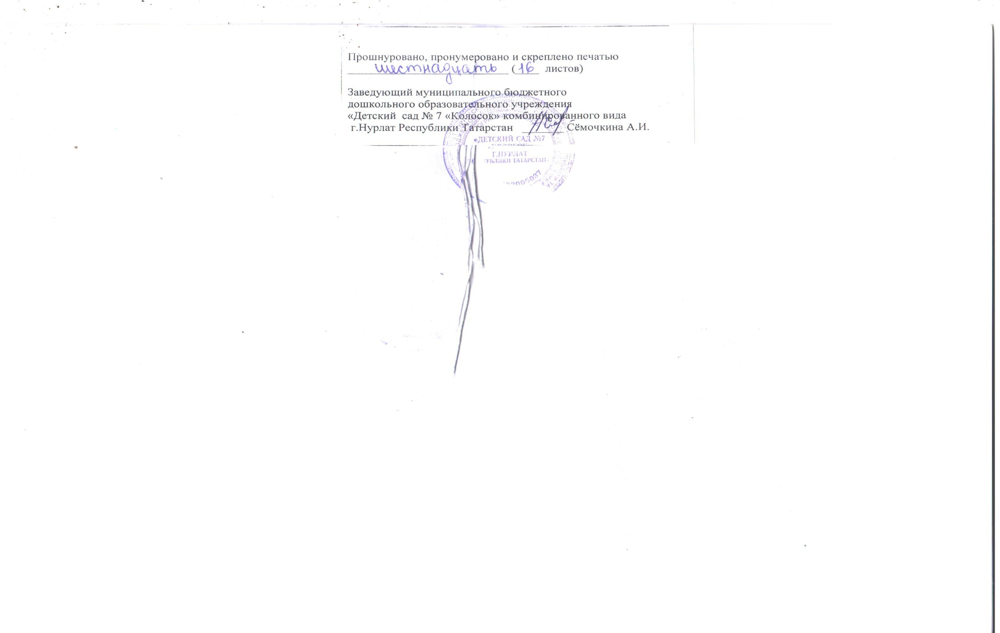 Прошнуровано, пронумеровано и скреплено печатью
шестнадцать (16 листов)
Заведующий муниципального бюджетного
дошкольного образовательного учреждения
«Детский сад № 7 «Колосок» комбинированного вида
г.Нурлат Республики Татарстан Сёмочкина А.И.
«ДЕТСКИЙ САД №7
Г.НУРЛАТ
ТАТАРСТАН»